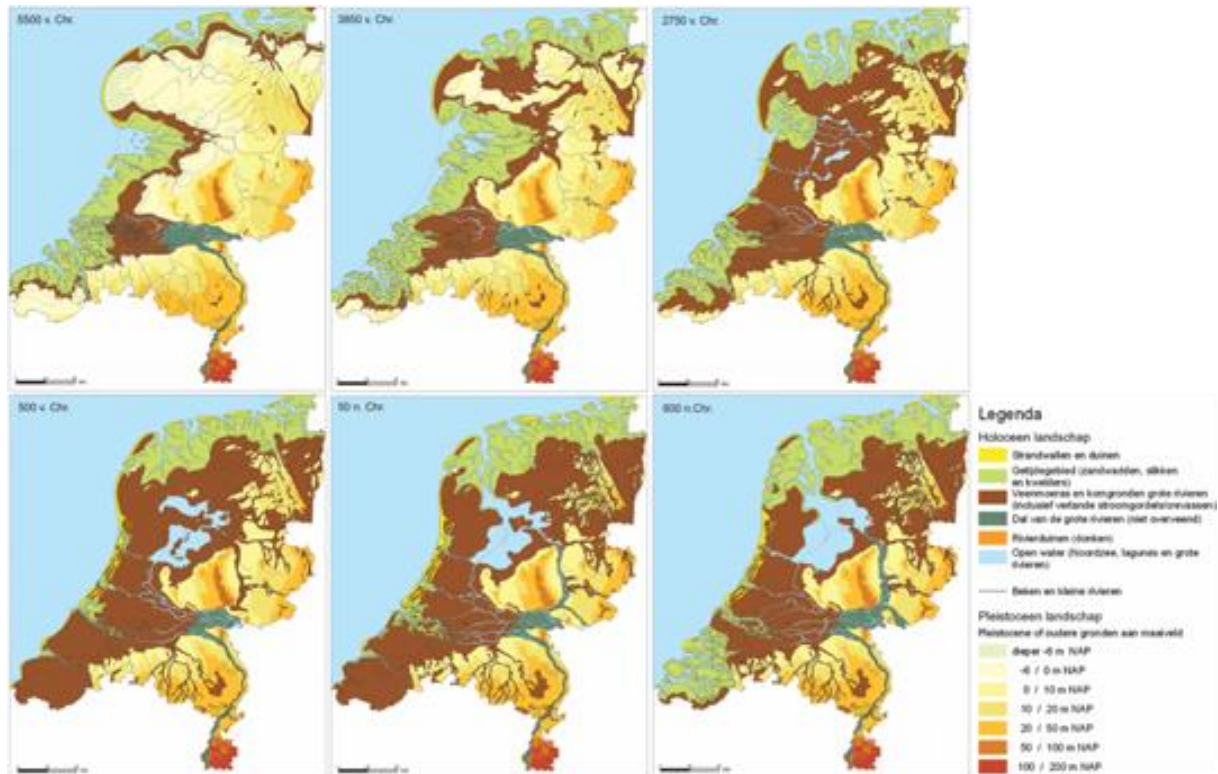 5500 v. Chr.
3850 v. Chr.
2750 v. Chr.
500 v. Chr.
50 n. Chr.
800 n.Chr.
Legenda
Holoceen landschap
Strandwallen en duinen
Getijdegebied (zandwadden, slikken
en kwelders)
Veenmoeras en komgronden grote rivieren
(inclusief verlande stroomgordels/crevassen)
Dal van de grote rivieren (niet overveend)
Rivierduinen (donken)
Open water (Noordzee, lagunes en grote
rivieren)
Beken en kleine rivieren
Pleistoceen landschap
Pleistocene of oudere gronden aan maaiveld
dieper -6 m NAP
-6 / 0 m NAP
0 / 10 m NAP
10 / 20 m NAP
20 / 50 m NAP
50 / 100 m NAP
100 / 200 m NAP